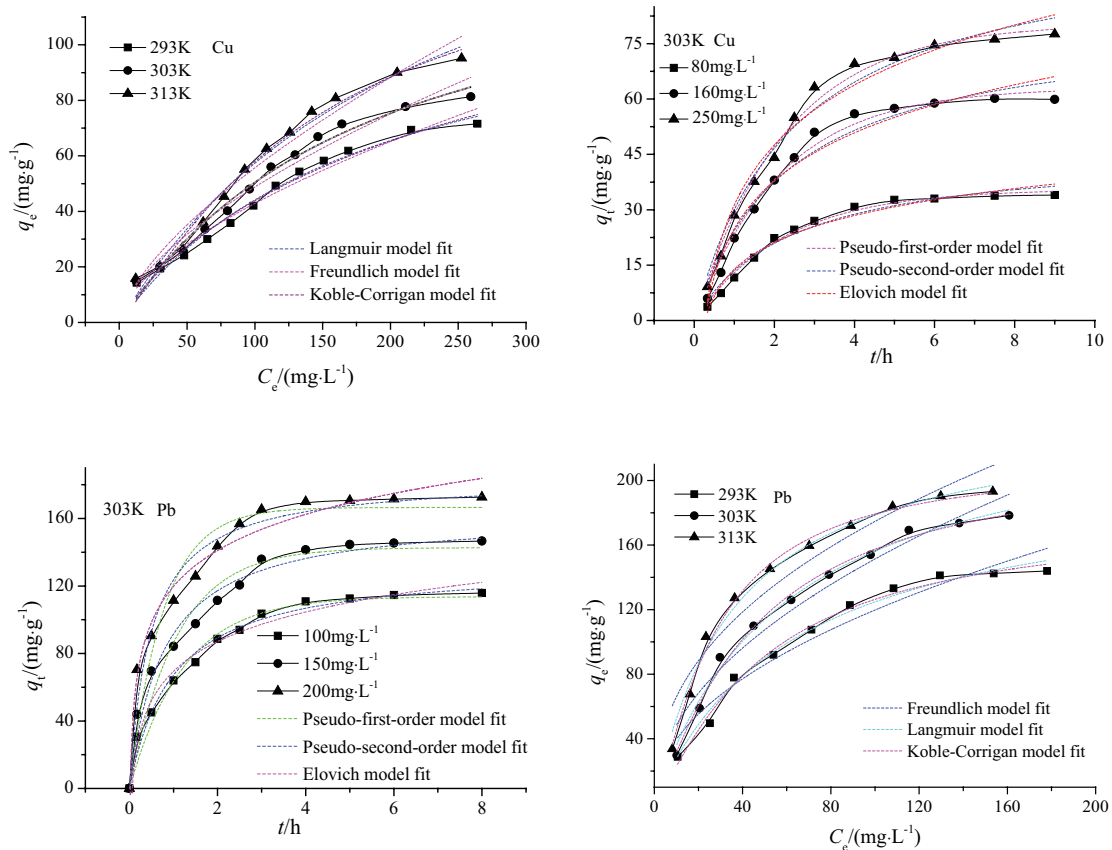 100
80
60
40
20
0
0
50
100
150
200
250
300
293K Cu
303K
313K
Langmuir model fit
Freundlich model fit
Koble-Corrigan model fit
qe/(mg·g-1)
Ce/(mg·L-1)
75
60
45
30
15
0
0
2
4
6
8
10
303K Cu
80mg·L-1
160mg·L-1
250mg·L-1
Pseudo-first-order model fit
Pseudo-second-order model fit
Elovich model fit
qt/(mg·g-1)
t/h
160
120
80
40
0
0
2
4
6
8
303K Pb
100mg·L-1
150mg·L-1
200mg·L-1
Pseudo-first-order model fit
Pseudo-second-order model fit
Elovich model fit
qt/(mg·g-1)
t/h
200
160
120
80
40
0
40
80
120
160
200
293K Pb
303K
313K
Freundlich model fit
Langmuir model fit
Koble-Corrigan model fit
qe/(mg·g-1)
Ce/(mg·L-1)